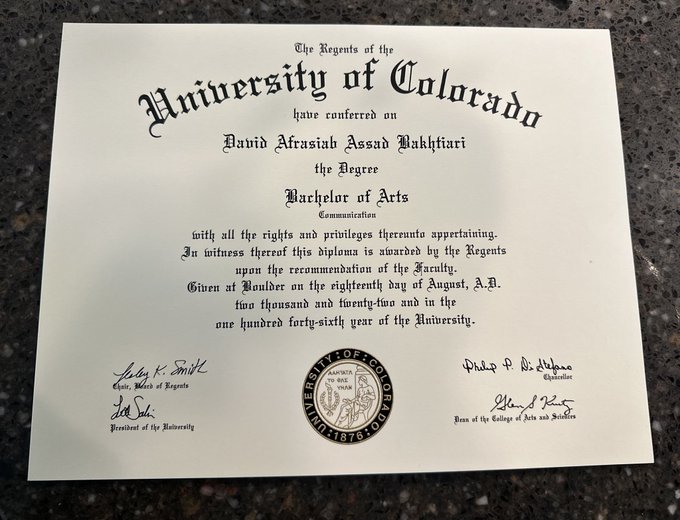 The Regents of the
University of Colorado
have conferred on
David Afrasiab Assad Bakhtiari
the Degree
Bachelor of Arts
Communication
with all the rights and privileges thereunto appertaining.
In witness thereof this diploma is awarded by the Regents
upon the recommendation of the Faculty.
Given at Boulder on the eighteenth day of August, A.D.
two thousand and twenty-two and in the
one hundred forty-sixth year of the University.
Lesley K. Smith
Chair, Board of Regents
President of the University
UNIVERSITY · OF · COLORADO
· 1876 ·
Philip P. DiStefano
Chancellor
Dean of the College of Arts and Sciences